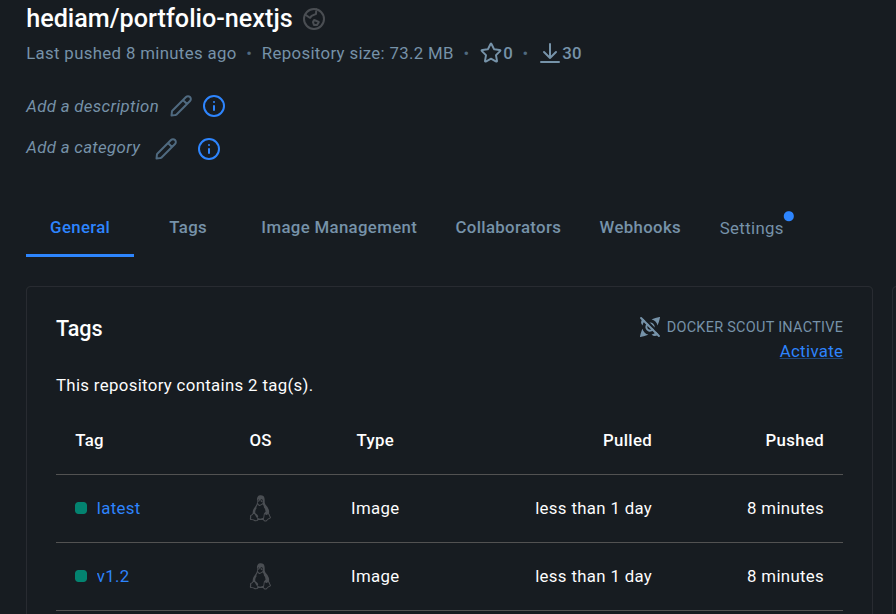 hediam/portfolio-nextjs
Last pushed 8 minutes ago • Repository size: 73.2 MB • 0 • 30
Add a description
Add a category
General Tags Image Management Collaborators Webhooks Settings
Tags DOCKER SCOUT INACTIVE
Activate
This repository contains 2 tag(s).
Tag OS Type Pulled Pushed
latest Image less than 1 day 8 minutes
v1.2 Image less than 1 day 8 minutes